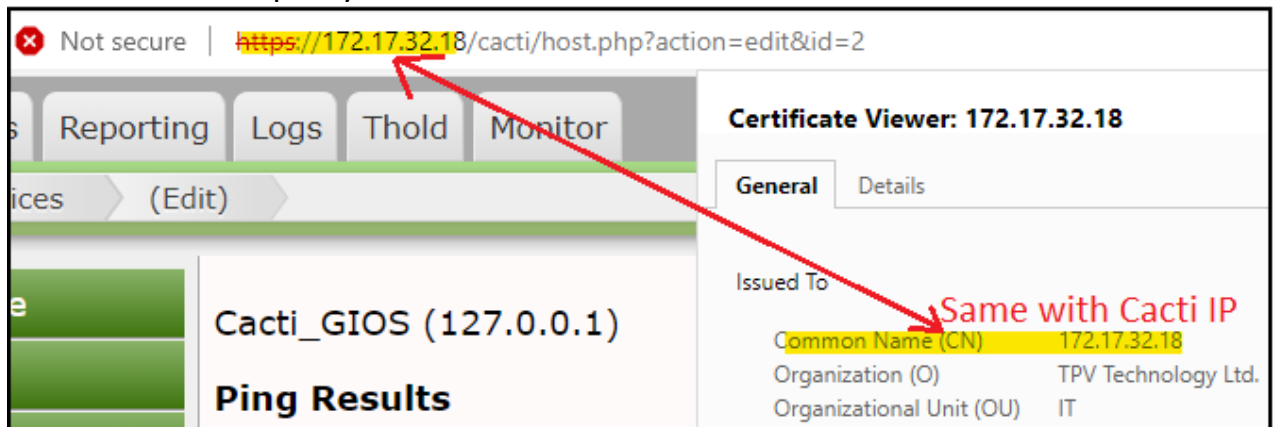 Not secure | https://172.17.32.18/cacti/host.php?action=edit&id=2
Reporting Logs Thold Monitor
(Edit)
Cacti_GIOS (127.0.0.1)
Ping Results
Certificate Viewer: 172.17.32.18
General Details
Issued To
Same with Cacti IP
Common Name (CN) 172.17.32.18
Organization (O) TPV Technology Ltd.
Organizational Unit (OU) IT